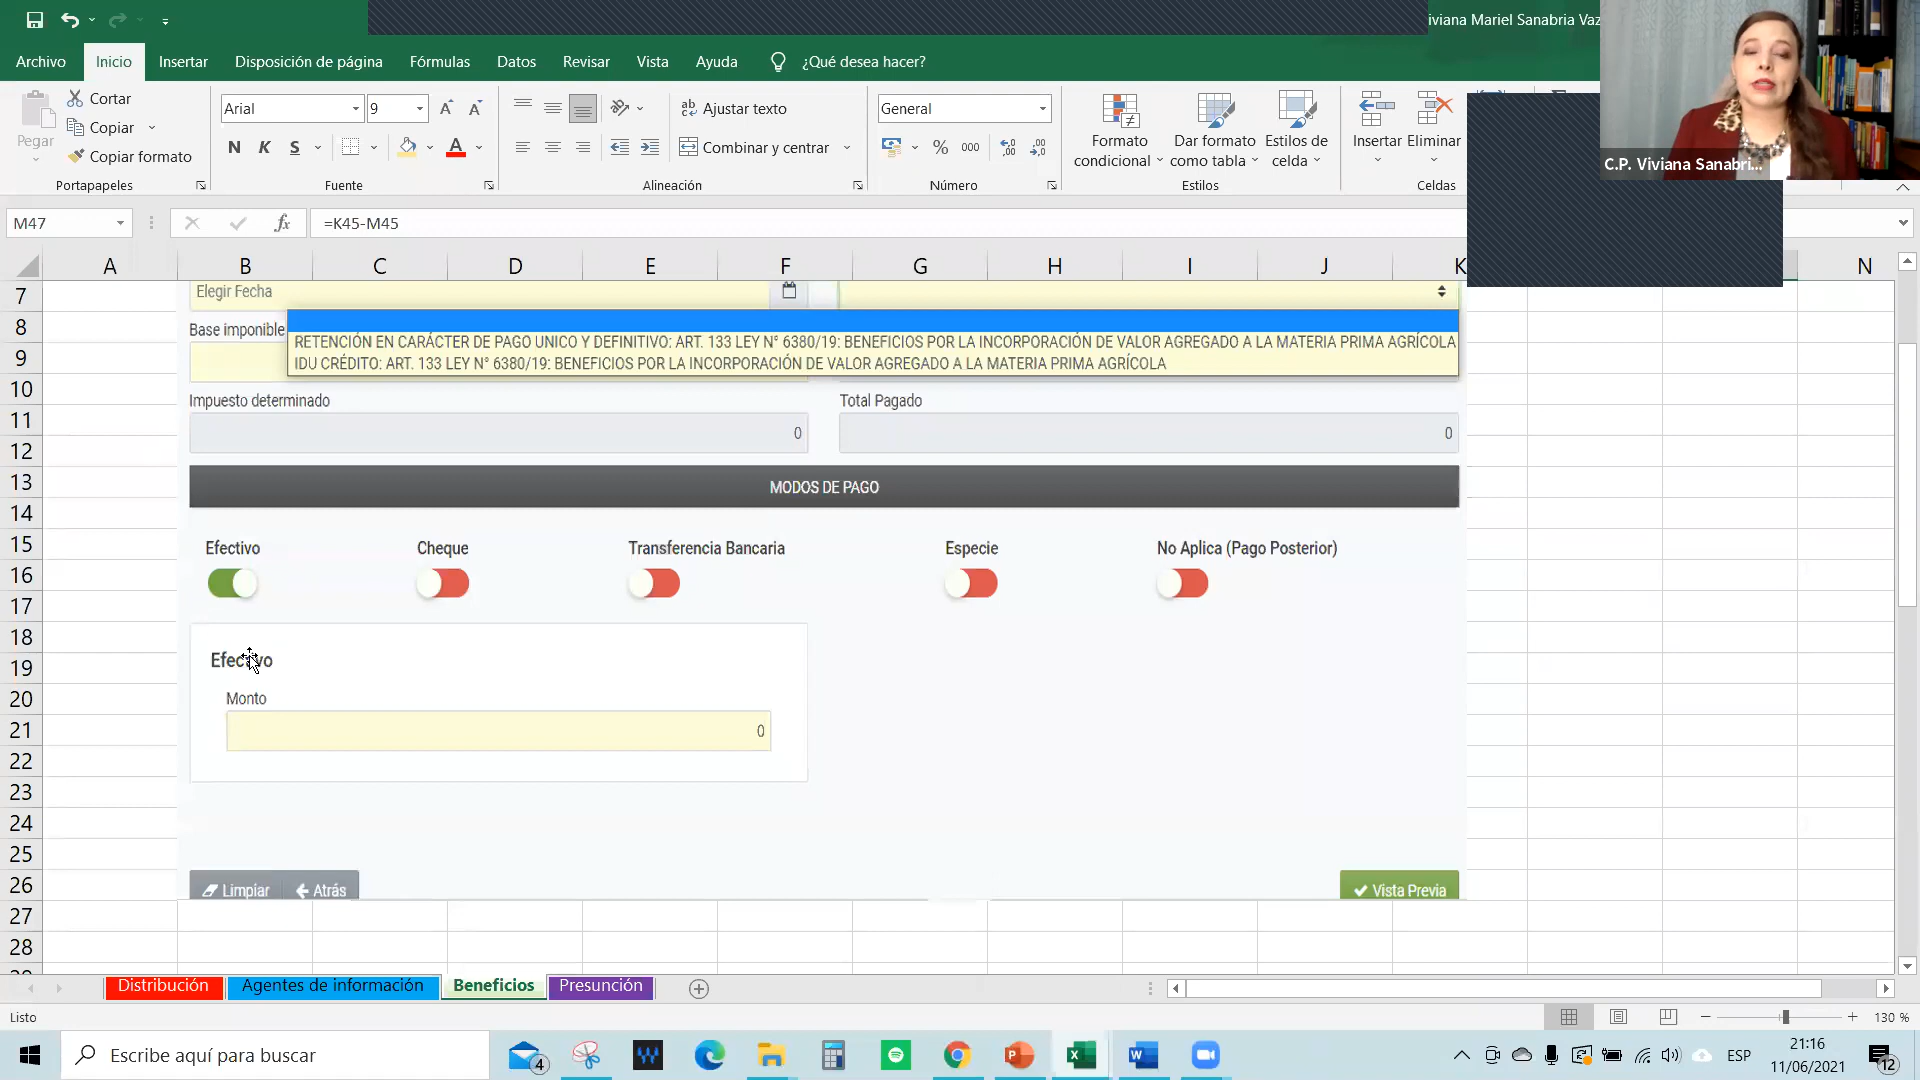 iviana Mariel Sanabria Vaz
Archivo
Inicio
Insertar
Disposición de página
Fórmulas
Datos
Revisar
Vista
Ayuda
¿Qué desea hacer?
Pegar
Cortar
Copiar
Copiar formato
Portapapeles
Arial
9
N
K
S
A
Fuente
Ajustar texto
Combinar y centrar
Alineación
General
%
000
Número
Formato
condicional
Dar formato
como tabla
Estilos de
celda
Estilos
Insertar
Eliminar
Celdas
C.P. Viviana Sanabri...
M47
fx
=K45-M45
A B C D E F G H I J K N
7
8
9
10
11
12
13
14
15
16
17
18
19
20
21
22
23
24
25
26
27
28
Elegir Fecha
Base imponible
RETENCIÓN EN CARÁCTER DE PAGO UNICO Y DEFINITIVO: ART. 133 LEY N° 6380/19: BENEFICIOS POR LA INCORPORACIÓN DE VALOR AGREGADO A LA MATERIA PRIMA AGRÍCOLA
IDU CRÉDITO: ART. 133 LEY N° 6380/19: BENEFICIOS POR LA INCORPORACIÓN DE VALOR AGREGADO A LA MATERIA PRIMA AGRÍCOLA
Impuesto determinado
Total Pagado
0
0
MODOS DE PAGO
Efectivo
Cheque
Transferencia Bancaria
Especie
No Aplica (Pago Posterior)
Efectivo
Monto
0
Limpiar
Atrás
Vista Previa
Distribución
Agentes de información
Beneficios
Presunción
Listo
130 %
Escribe aquí para buscar
4
ESP
21:16
11/06/2021
12